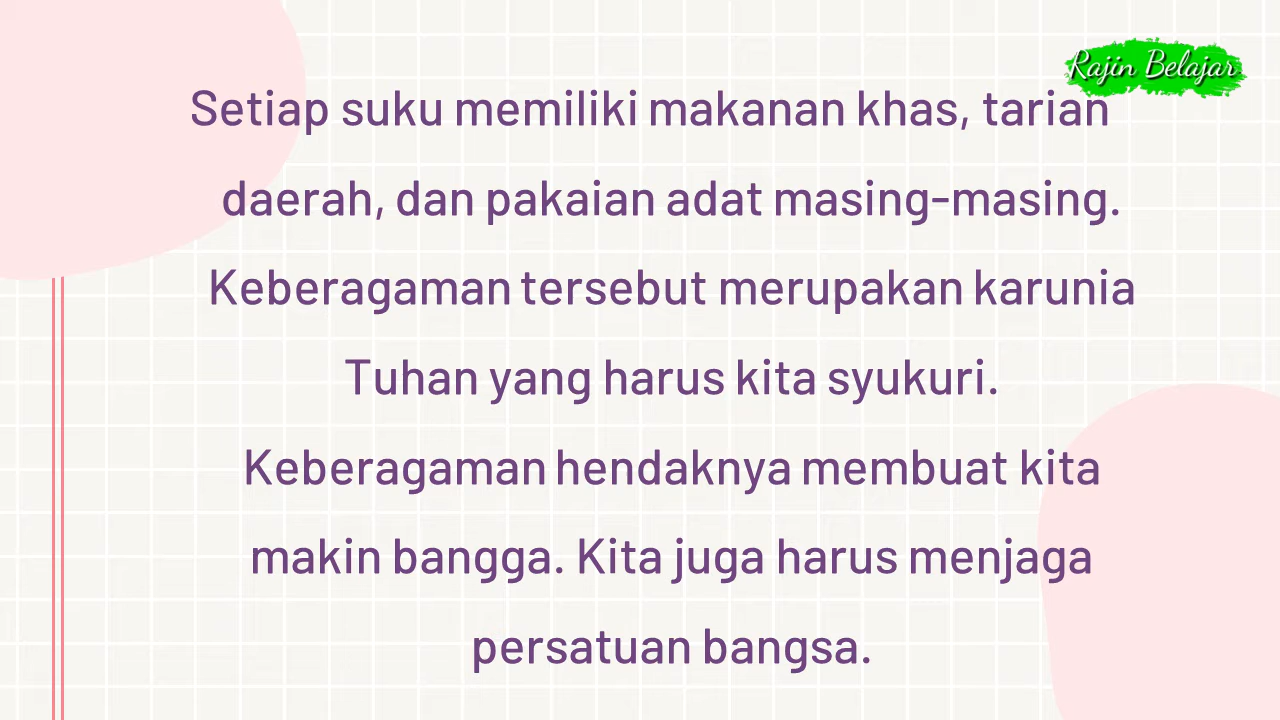 Rajin Belajar
Setiap suku memiliki makanan khas, tarian
daerah, dan pakaian adat masing-masing.
Keberagaman tersebut merupakan karunia
Tuhan yang harus kita syukuri.
Keberagaman hendaknya membuat kita
makin bangga. Kita juga harus menjaga
persatuan bangsa.